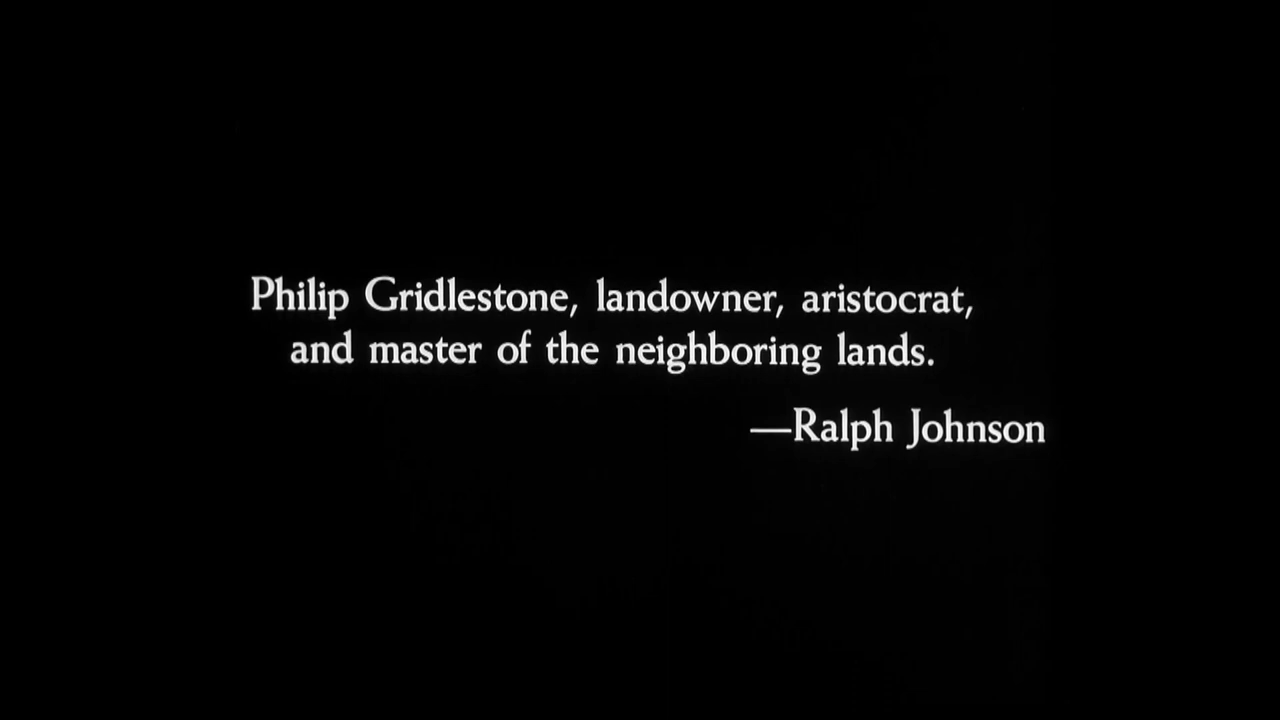 Philip Gridlestone, landowner, aristocrat,
and master of the neighboring lands.
—Ralph Johnson